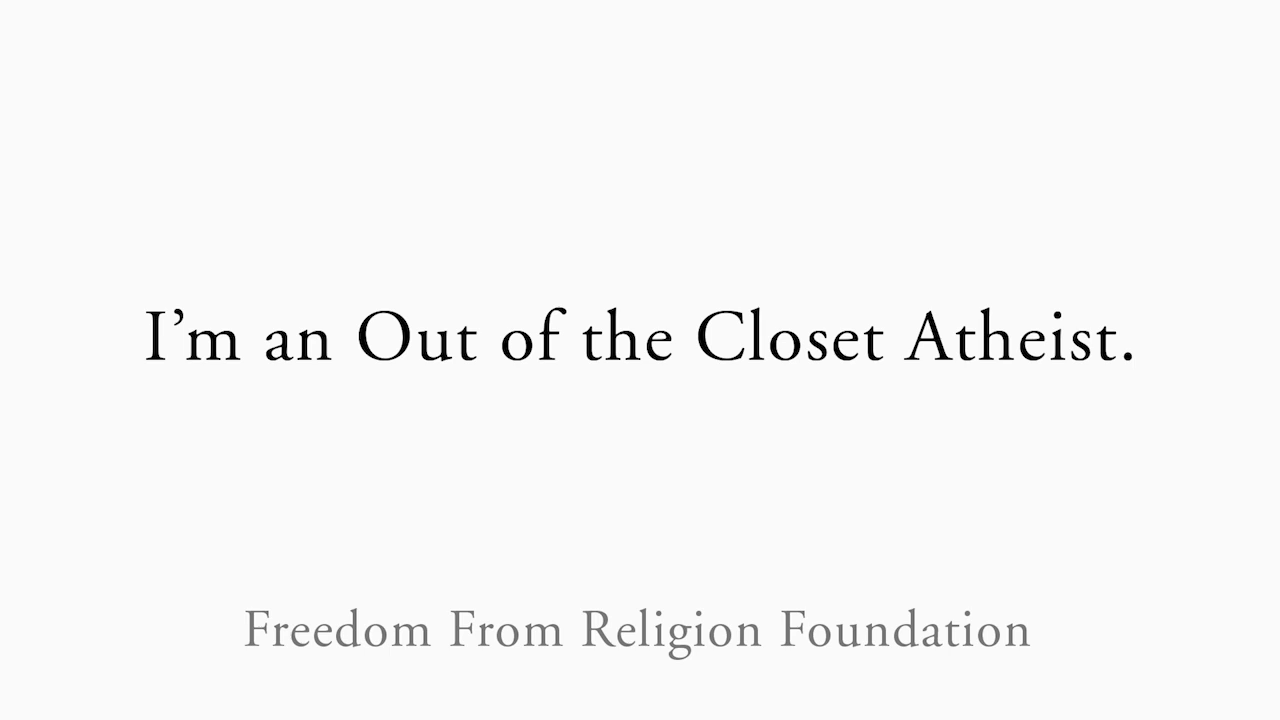 I’m an Out of the Closet Atheist.
Freedom From Religion Foundation